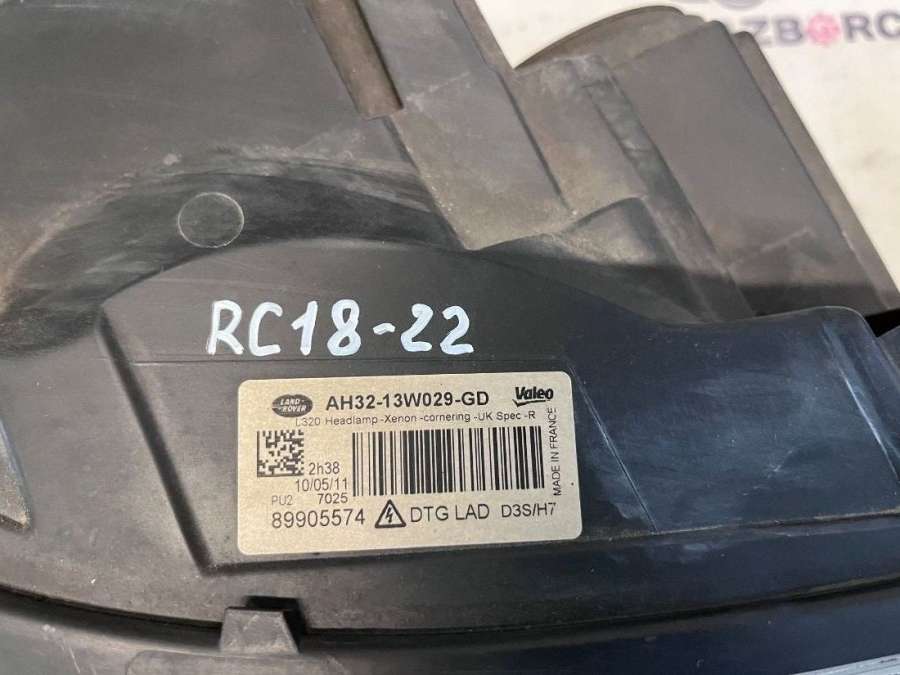 ZBORC
RC18-22
LAND ROVER AH32-13W029-GD Valeo
L320 Headlamp -Xenon -cornering -UK Spec -R
2h38
10/05/11
PU2 7025
MADE IN FRANCE
89905574 DTG LAD D3S/H7